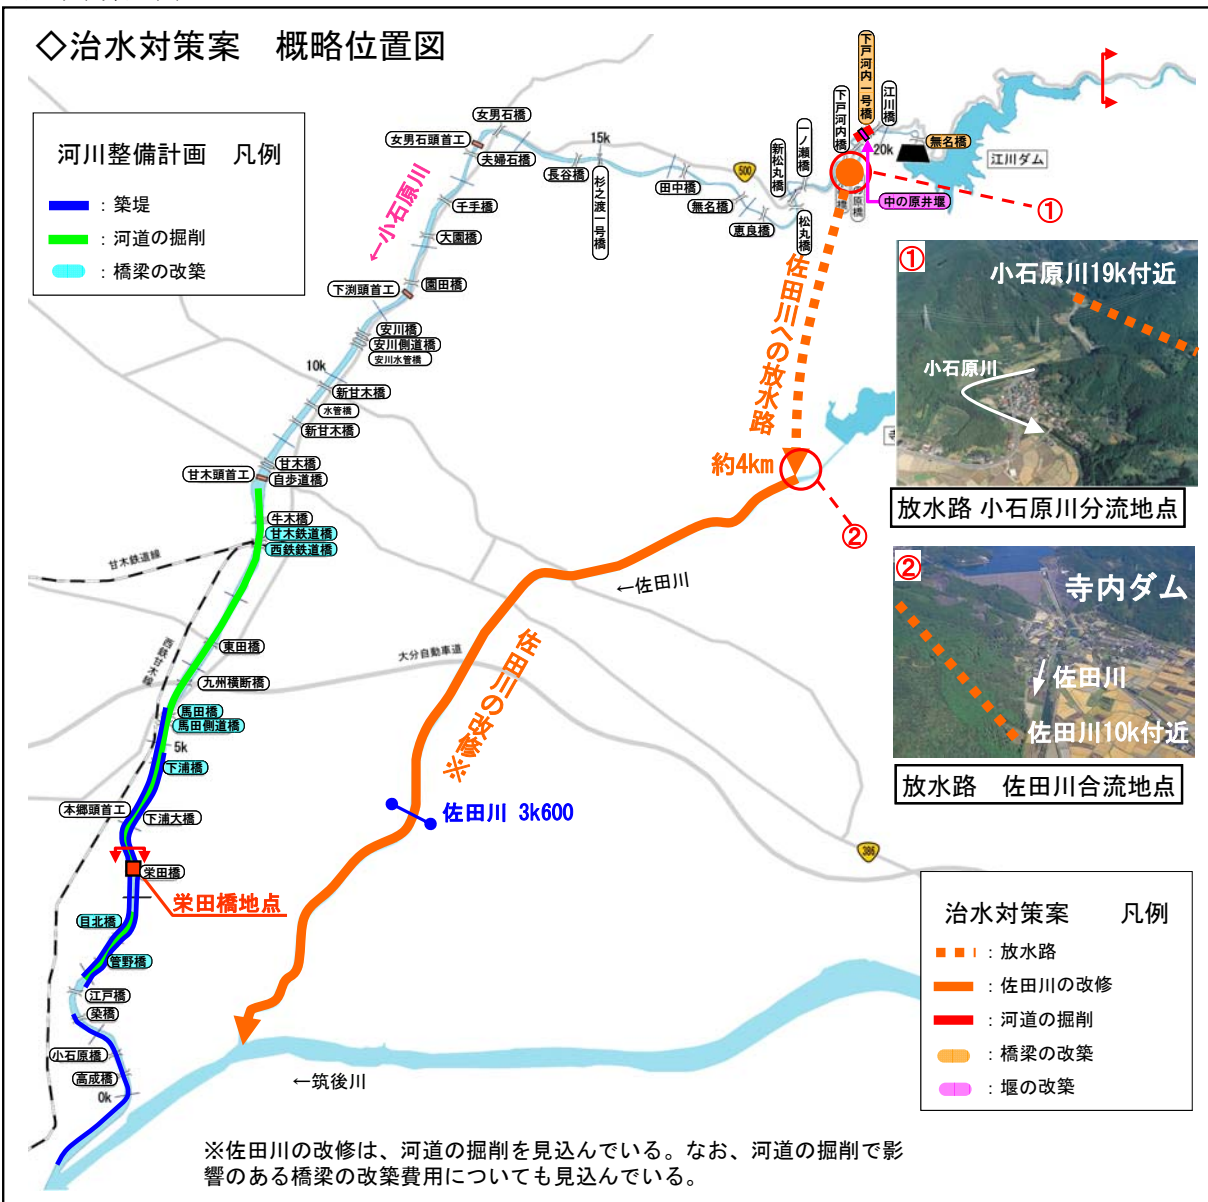 ◇治水対策案　概略位置図
河川整備計画　凡例
：築堤
：河道の掘削
：橋梁の改築
女男石橋
女男石頭首工
夫婦石橋
15k
長谷橋
杉之渡一号橋
田中橋
無名橋
恵良橋
500
新松丸橋
一ノ瀬橋
松丸橋
下戸河内橋
下戸河内一号橋
江川橋
20k
無名橋
江川ダム
中の原井堰
①
←小石原川
千手橋
大園橋
園田橋
下渕頭首工
安川橋
安川側道橋
安川水管橋
10k
新甘木橋
水管橋
新甘木橋
甘木橋
甘木頭首工
自歩道橋
牛木橋
甘木鉄道橋
西鉄鉄道橋
甘木鉄道線
西鉄甘木線
東田橋
九州横断橋
大分自動車道
馬田橋
馬田側道橋
5k
下浦橋
本郷頭首工
下浦大橋
栄田橋
栄田橋地点
目北橋
管野橋
江戸橋
染橋
小石原橋
高成橋
0k
佐田川への放水路
約4km
②
←佐田川
佐田川の改修※
佐田川 3k600
386
←筑後川
①
小石原川19k付近
小石原川
放水路 小石原川分流地点
②
寺内ダム
佐田川
佐田川10k付近
放水路　佐田川合流地点
治水対策案　凡例
：放水路
：佐田川の改修
：河道の掘削
：橋梁の改築
：堰の改築
※佐田川の改修は、河道の掘削を見込んでいる。なお、河道の掘削で影
響のある橋梁の改築費用についても見込んでいる。